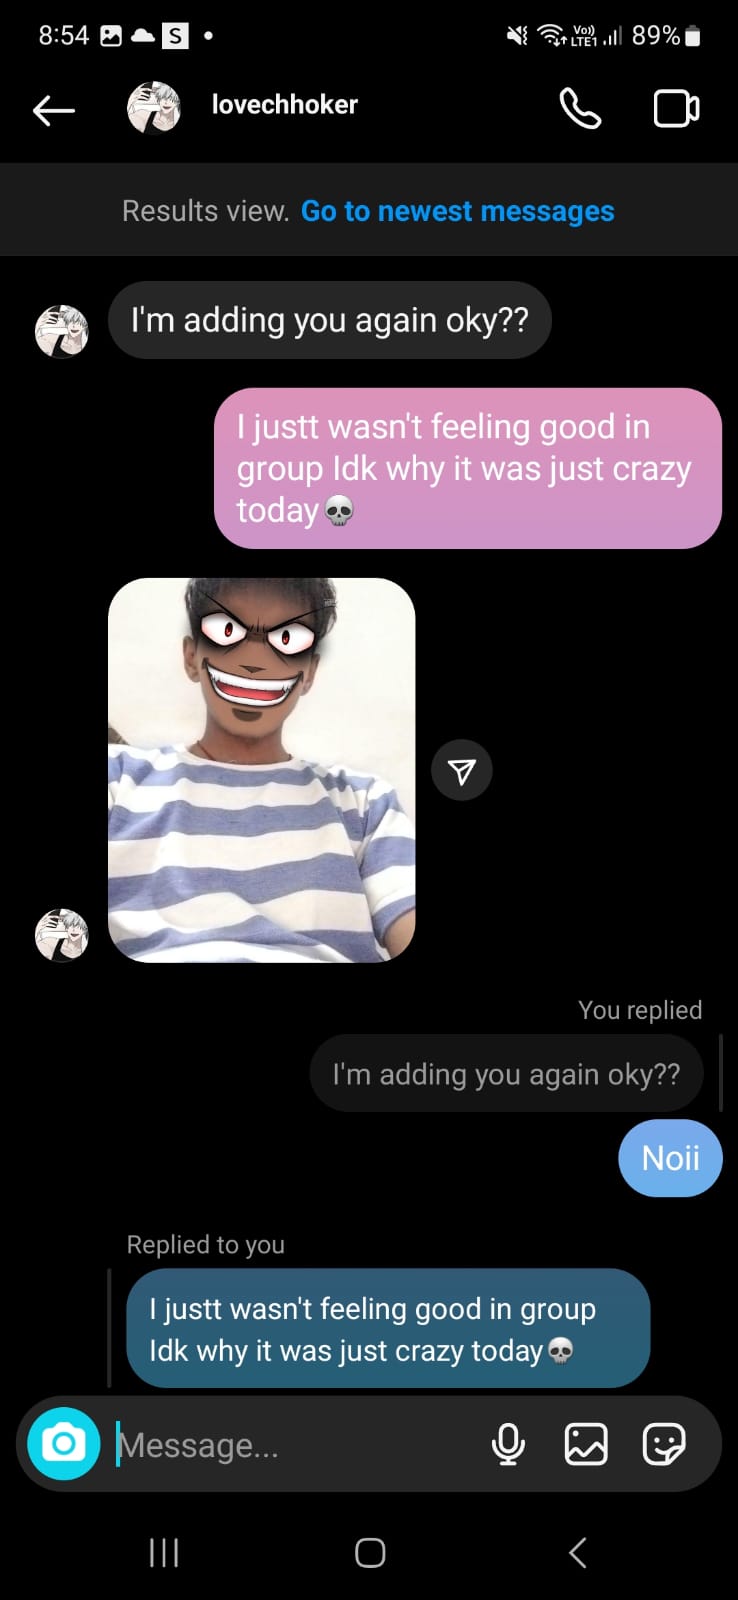 8:54 S 89%
Vo)) LTE1
lovechhoker
Results view. Go to newest messages
I'm adding you again oky??
I justt wasn't feeling good in
group Idk why it was just crazy
today💀
You replied
I'm adding you again oky??
Noii
Replied to you
I justt wasn't feeling good in group
Idk why it was just crazy today💀
Message...